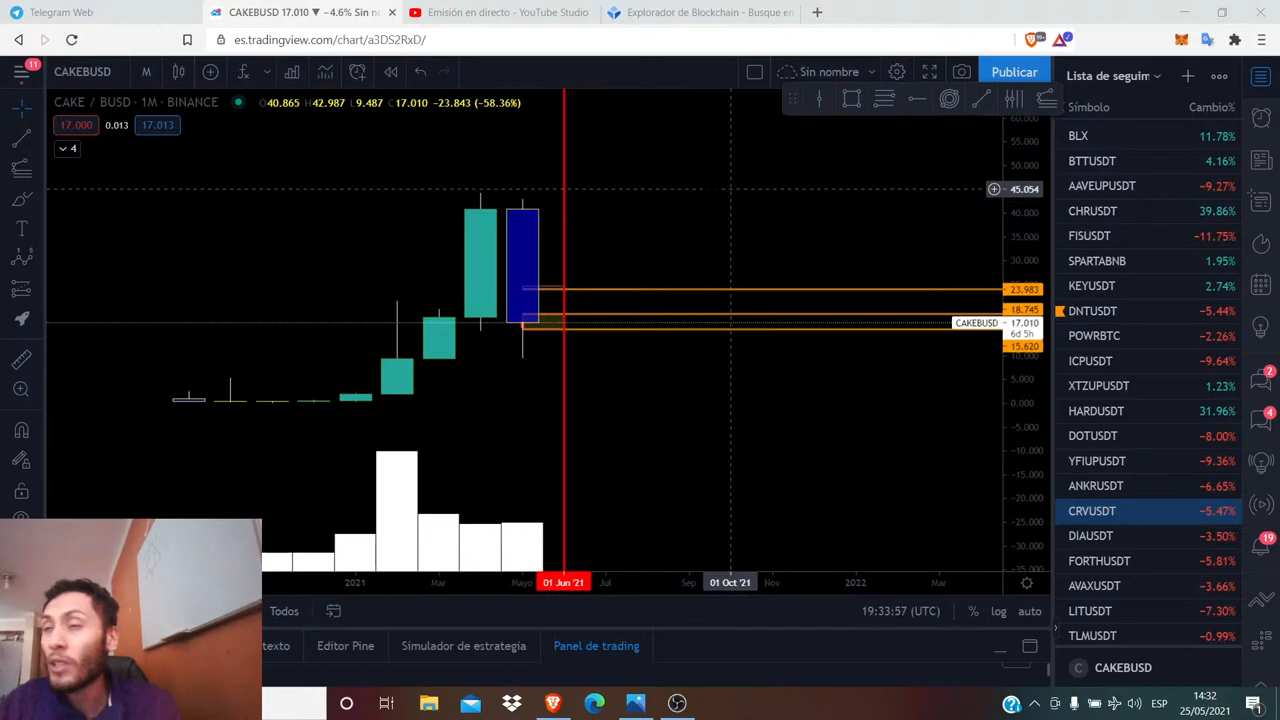 Telegram Web
CAKEBUSD 17.010 ▼ −4.6% Sin n
Emisión en directo - YouTube Studio
Explorador de Blockchain - Busque en
es.tradingview.com/chart/a3DS2RxD/
99+
11
CAKEBUSD
M
Sin nombre
Publicar
Lista de seguim
CAKE / BUSD · 1M · BINANCE
O40.865 H42.987 L9.487 C17.010 −23.843 (−58.36%)
17.000 0.013 17.013
4
Símbolo Cambio%
BLX 11.78%
BTTUSDT 4.16%
AAVEUPUSDT −9.27%
CHRUSDT 39.86%
FISUSDT −11.75%
SPARTABNB 1.95%
KEYUSDT 2.74%
DNTUSDT −5.44%
POWRBTC −2.26%
ICPUSDT −9.64%
XTZUPUSDT 1.23%
HARDUSDT 31.96%
DOTUSDT −8.00%
YFIUPUSDT −9.36%
ANKRUSDT −6.65%
CRVUSDT −5.47%
DIAUSDT −3.50%
FORTHUSDT −5.81%
AVAXUSDT −3.66%
LITUSDT −7.30%
TLMUSDT −0.99%
C CAKEBUSD
2
4
19
60.000
55.000
50.000
45.054
40.000
35.000
30.000
23.983
18.745
CAKEBUSD 17.010
6d 5h
15.620
10.000
5.000
0.000
−5.000
−10.000
−15.000
−20.000
−25.000
−30.000
−35.000
2021 Mar Mayo 01 Jun '21 Jul Sep 01 Oct '21 Nov 2022 Mar
Todos
19:33:57 (UTC) % log auto
texto Editor Pine Simulador de estrategia Panel de trading
ESP
14:32
25/05/2021
1